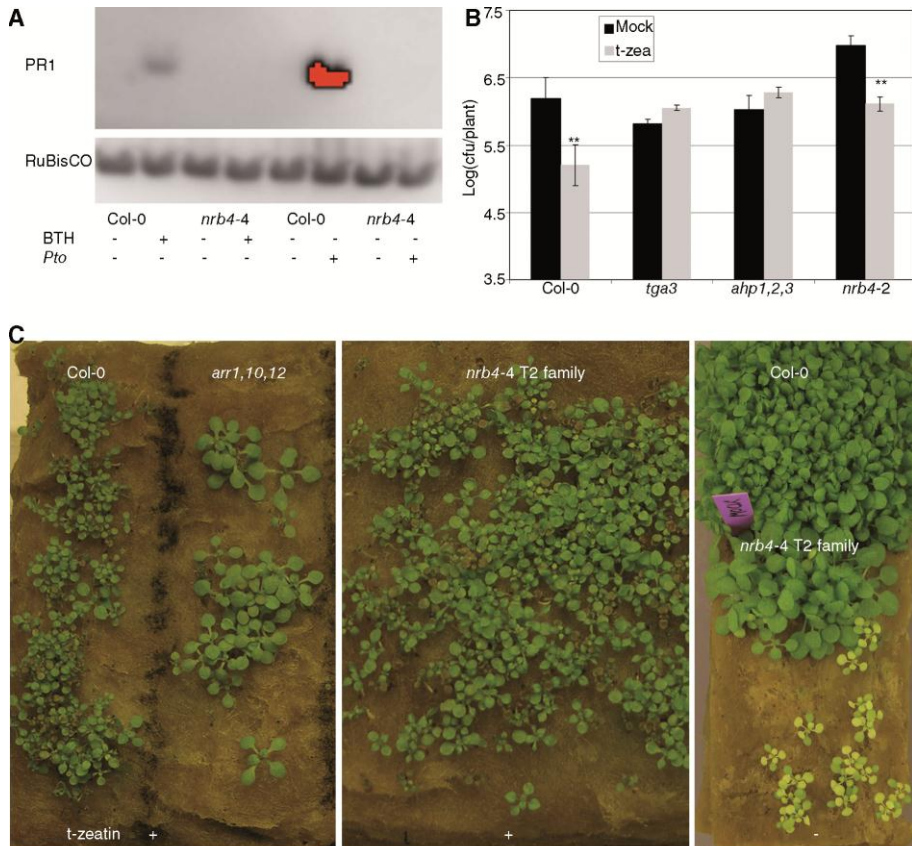 A
PR1
RuBisCO
Col-0 nrb4-4 Col-0 nrb4-4
BTH - + - + - - - -
Pto - - - - - + - +
B
7.5
6.5
5.5
4.5
3.5
Log(cfu/plant)
Mock
t-zea
**
**
Col-0 tga3 ahp1,2,3 nrb4-2
C
Col-0 arr1,10,12
t-zeatin +
nrb4-4 T2 family
+
Col-0
nrb4-4 T2 family
-